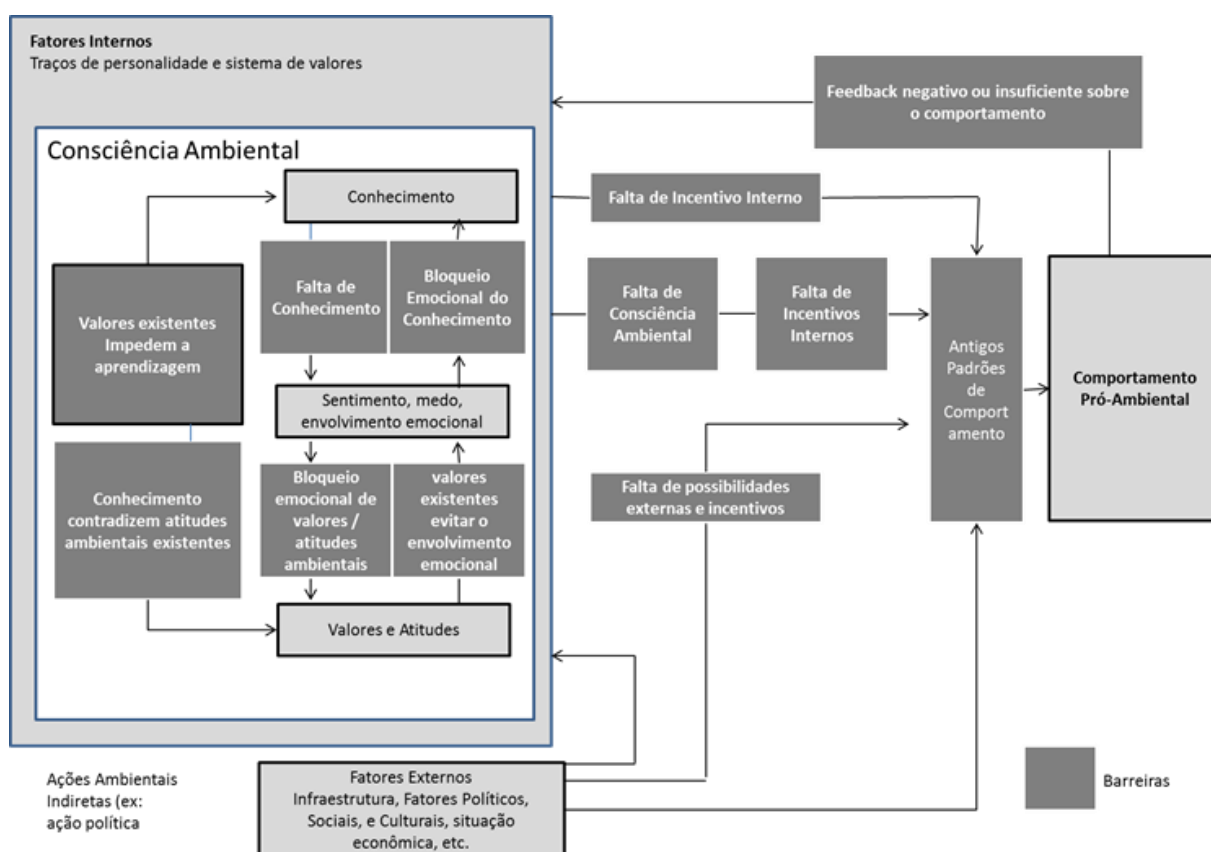 Fatores Internos
Traços de personalidade e sistema de valores
Feedback negativo ou insuficiente sobre
o comportamento
Consciência Ambiental
Conhecimento
Falta de Incentivo Interno
Valores existentes
Impedem a
aprendizagem
Falta de
Conhecimento
Bloqueio
Emocional do
Conhecimento
Falta de
Consciência
Ambiental
Falta de
Incentivos
Internos
Antigos
Padrões
de
Comport
amento
Comportamento
Pró-Ambiental
Sentimento, medo,
envolvimento emocional
Conhecimento
contradizem atitudes
ambientais existentes
Bloqueio
emocional de
valores /
atitudes
ambientais
valores
existentes
evitar o
envolvimento
emocional
Falta de possibilidades
externas e incentivos
Valores e Atitudes
Ações Ambientais
Indiretas (ex:
ação política
Fatores Externos
Infraestrutura, Fatores Políticos,
Sociais, e Culturais, situação
econômica, etc.
Barreiras